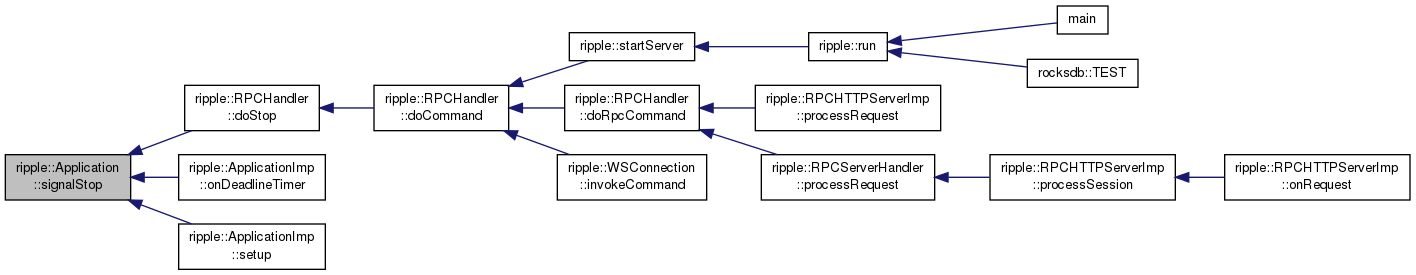 main
ripple::startServer
ripple::run
rocksdb::TEST
ripple::RPCHandler
::doStop
ripple::RPCHandler
::doCommand
ripple::RPCHandler
::doRpcCommand
ripple::RPCHTTPServerImp
::processRequest
ripple::Application
::signalStop
ripple::ApplicationImp
::onDeadlineTimer
ripple::WSConnection
::invokeCommand
ripple::RPCServerHandler
::processRequest
ripple::RPCHTTPServerImp
::processSession
ripple::RPCHTTPServerImp
::onRequest
ripple::ApplicationImp
::setup